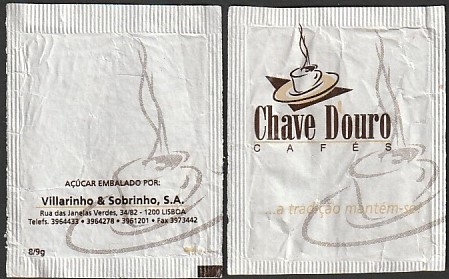 AÇÚCAR EMBALADO POR:
Villarinho & Sobrinho, S.A.
Rua das Janelas Verdes, 34/82 - 1200 LISBOA
Telefs. 3964433 • 3964278 • 3961201 • Fax 3973442
8/9g
Chave Douro
CAFÉS
...a tradição mantém-se